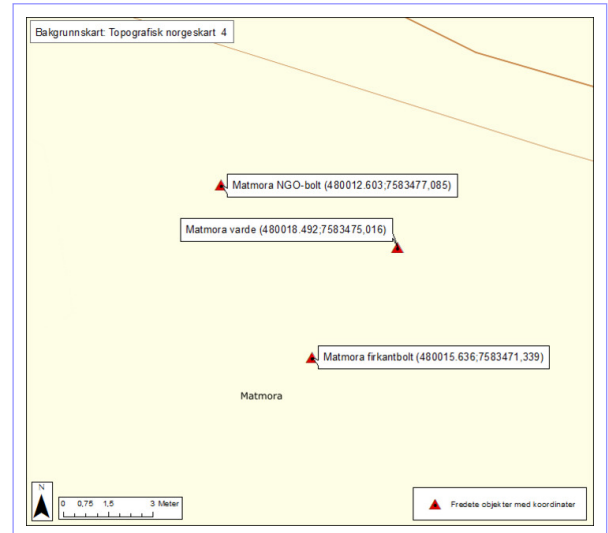 Bakgrunnskart: Topografisk norgeskart 4
Matmora NGO-bolt (480012.603;7583477,085)
Matmora varde (480018.492;7583475,016)
Matmora firkantbolt (480015.636;7583471,339)
Matmora
N
0 0,75 1,5 3 Meter
Fredete objekter med koordinater